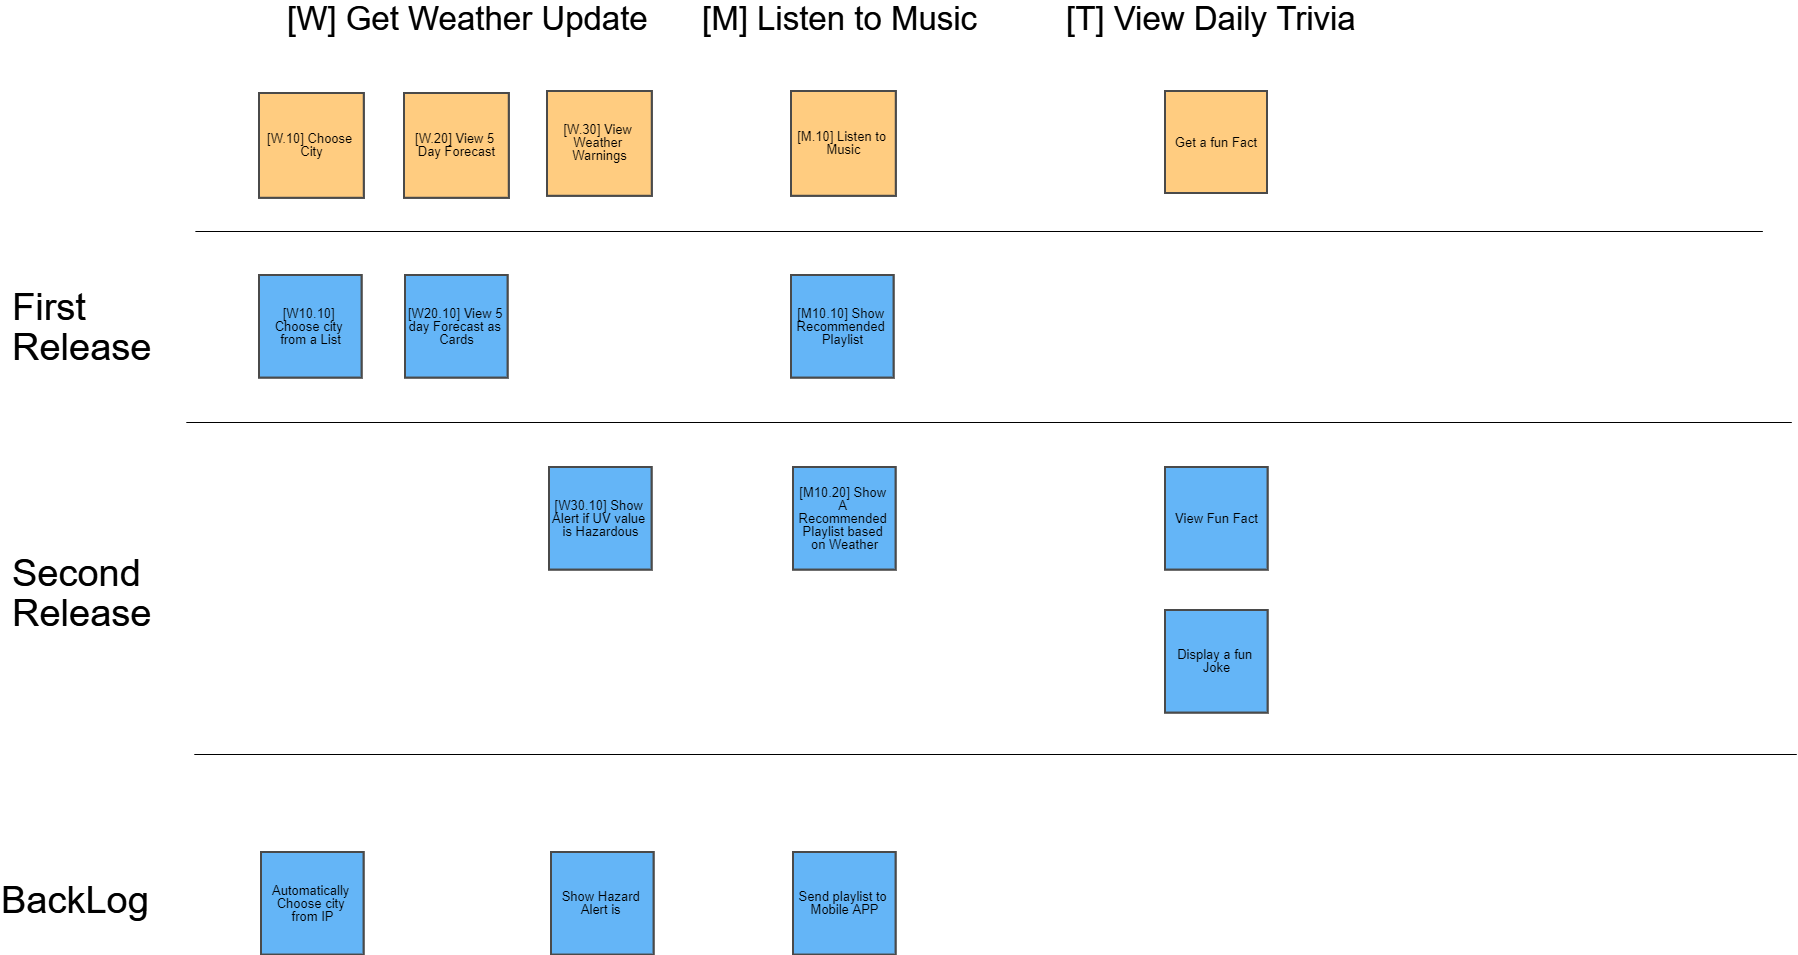 [W] Get Weather Update
[M] Listen to Music
[T] View Daily Trivia
[W.10] Choose
City
[W.20] View 5
Day Forecast
[W.30] View
Weather
Warnings
[M.10] Listen to
Music
Get a fun Fact
First
Release
[W10.10]
Choose city
from a List
[W20.10] View 5
day Forecast as
Cards
[M10.10] Show
Recommended
Playlist
Second
Release
[W30.10] Show
Alert if UV value
is Hazardous
[M10.20] Show
A
Recommended
Playlist based
on Weather
View Fun Fact
Display a fun
Joke
BackLog
Automatically
Choose city
from IP
Show Hazard
Alert is
Send playlist to
Mobile APP